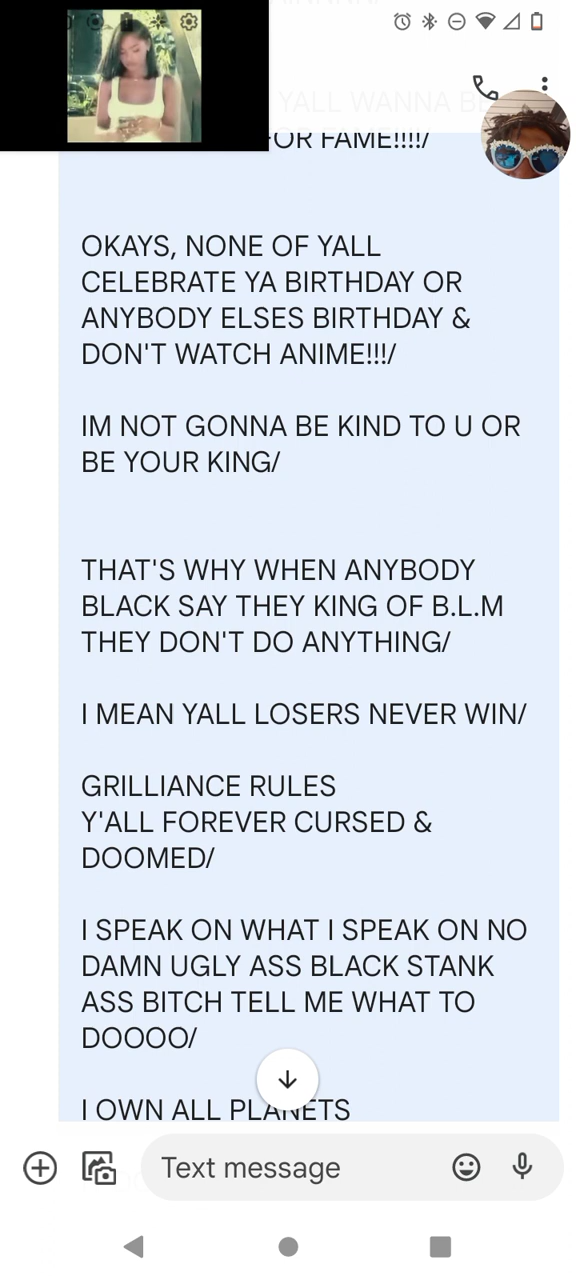 YALL WANNA BE
OR FAME!!!!/
OKAYS, NONE OF YALL
CELEBRATE YA BIRTHDAY OR
ANYBODY ELSES BIRTHDAY &
DON'T WATCH ANIME!!!/
IM NOT GONNA BE KIND TO U OR
BE YOUR KING/
THAT'S WHY WHEN ANYBODY
BLACK SAY THEY KING OF B.L.M
THEY DON'T DO ANYTHING/
I MEAN YALL LOSERS NEVER WIN/
GRILLIANCE RULES
Y'ALL FOREVER CURSED &
DOOMED/
I SPEAK ON WHAT I SPEAK ON NO
DAMN UGLY ASS BLACK STANK
ASS BITCH TELL ME WHAT TO
DOOOO/
I OWN ALL PLANETS
Text message